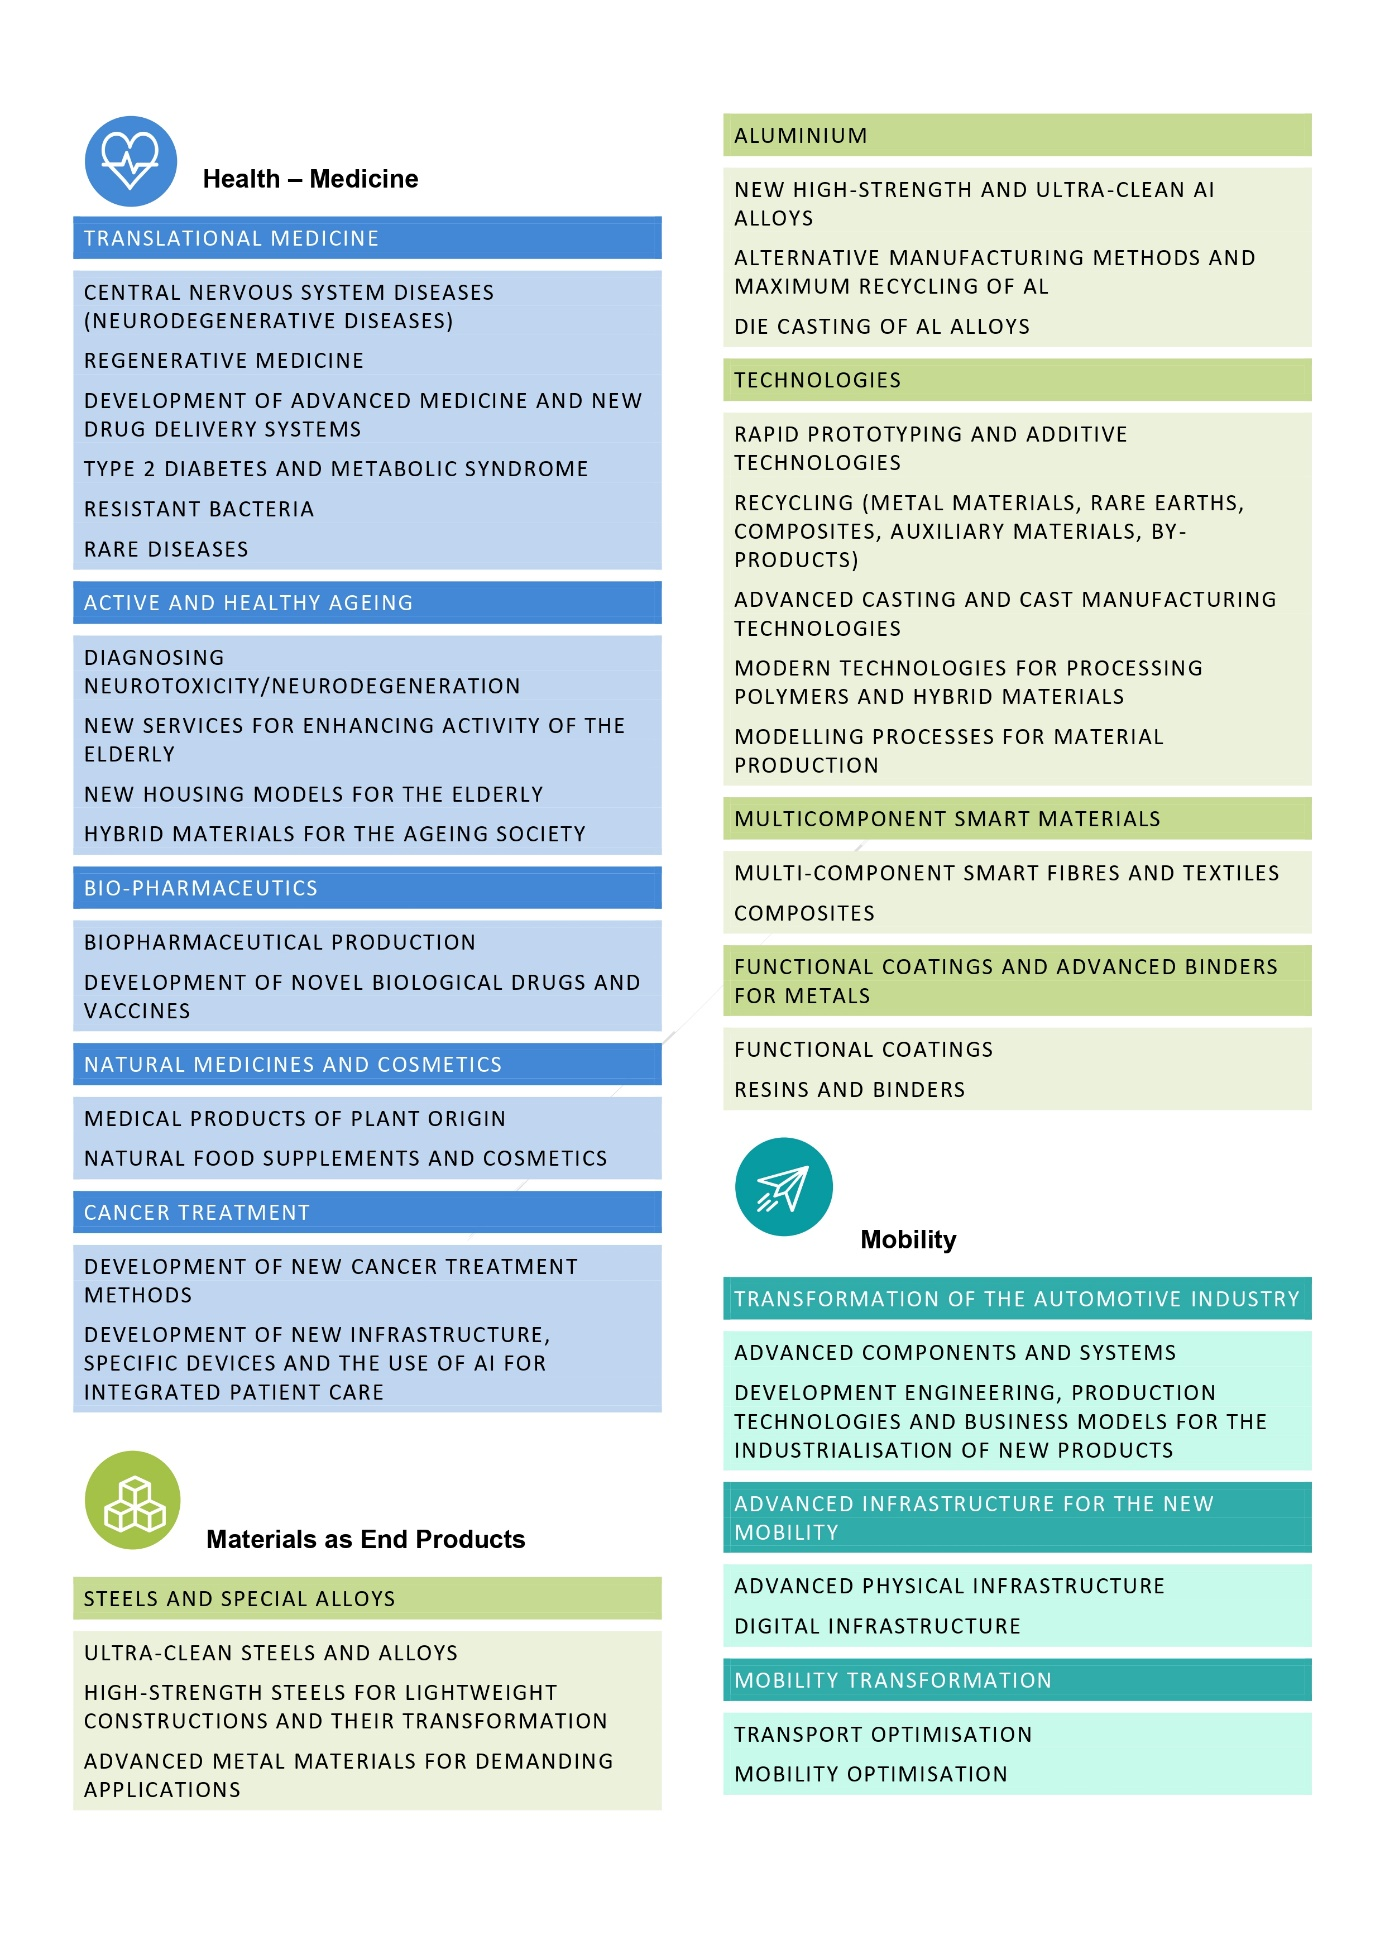 Health – Medicine
TRANSLATIONAL MEDICINE
CENTRAL NERVOUS SYSTEM DISEASES
(NEURODEGENERATIVE DISEASES)
REGENERATIVE MEDICINE
DEVELOPMENT OF ADVANCED MEDICINE AND NEW
DRUG DELIVERY SYSTEMS
TYPE 2 DIABETES AND METABOLIC SYNDROME
RESISTANT BACTERIA
RARE DISEASES
ACTIVE AND HEALTHY AGEING
DIAGNOSING
NEUROTOXICITY/NEURODEGENERATION
NEW SERVICES FOR ENHANCING ACTIVITY OF THE
ELDERLY
NEW HOUSING MODELS FOR THE ELDERLY
HYBRID MATERIALS FOR THE AGEING SOCIETY
BIO-PHARMACEUTICS
BIOPHARMACEUTICAL PRODUCTION
DEVELOPMENT OF NOVEL BIOLOGICAL DRUGS AND
VACCINES
NATURAL MEDICINES AND COSMETICS
MEDICAL PRODUCTS OF PLANT ORIGIN
NATURAL FOOD SUPPLEMENTS AND COSMETICS
CANCER TREATMENT
DEVELOPMENT OF NEW CANCER TREATMENT
METHODS
DEVELOPMENT OF NEW INFRASTRUCTURE,
SPECIFIC DEVICES AND THE USE OF AI FOR
INTEGRATED PATIENT CARE
Materials as End Products
STEELS AND SPECIAL ALLOYS
ULTRA-CLEAN STEELS AND ALLOYS
HIGH-STRENGTH STEELS FOR LIGHTWEIGHT
CONSTRUCTIONS AND THEIR TRANSFORMATION
ADVANCED METAL MATERIALS FOR DEMANDING
APPLICATIONS
ALUMINIUM
NEW HIGH-STRENGTH AND ULTRA-CLEAN AI
ALLOYS
ALTERNATIVE MANUFACTURING METHODS AND
MAXIMUM RECYCLING OF AL
DIE CASTING OF AL ALLOYS
TECHNOLOGIES
RAPID PROTOTYPING AND ADDITIVE
TECHNOLOGIES
RECYCLING (METAL MATERIALS, RARE EARTHS,
COMPOSITES, AUXILIARY MATERIALS, BY-
PRODUCTS)
ADVANCED CASTING AND CAST MANUFACTURING
TECHNOLOGIES
MODERN TECHNOLOGIES FOR PROCESSING
POLYMERS AND HYBRID MATERIALS
MODELLING PROCESSES FOR MATERIAL
PRODUCTION
MULTICOMPONENT SMART MATERIALS
MULTI-COMPONENT SMART FIBRES AND TEXTILES
COMPOSITES
FUNCTIONAL COATINGS AND ADVANCED BINDERS
FOR METALS
FUNCTIONAL COATINGS
RESINS AND BINDERS
Mobility
TRANSFORMATION OF THE AUTOMOTIVE INDUSTRY
ADVANCED COMPONENTS AND SYSTEMS
DEVELOPMENT ENGINEERING, PRODUCTION
TECHNOLOGIES AND BUSINESS MODELS FOR THE
INDUSTRIALISATION OF NEW PRODUCTS
ADVANCED INFRASTRUCTURE FOR THE NEW
MOBILITY
ADVANCED PHYSICAL INFRASTRUCTURE
DIGITAL INFRASTRUCTURE
MOBILITY TRANSFORMATION
TRANSPORT OPTIMISATION
MOBILITY OPTIMISATION